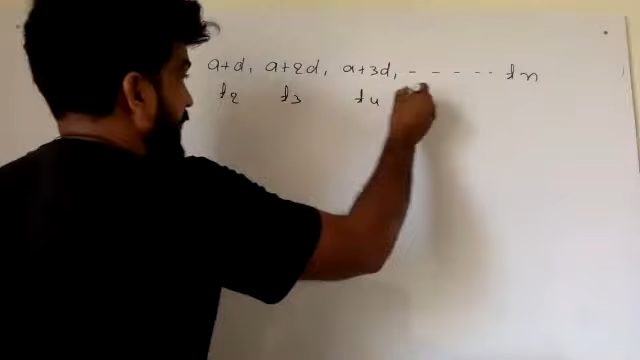 a+d, a+2d, a+3d, - - - - - tn
t2 t3 t4